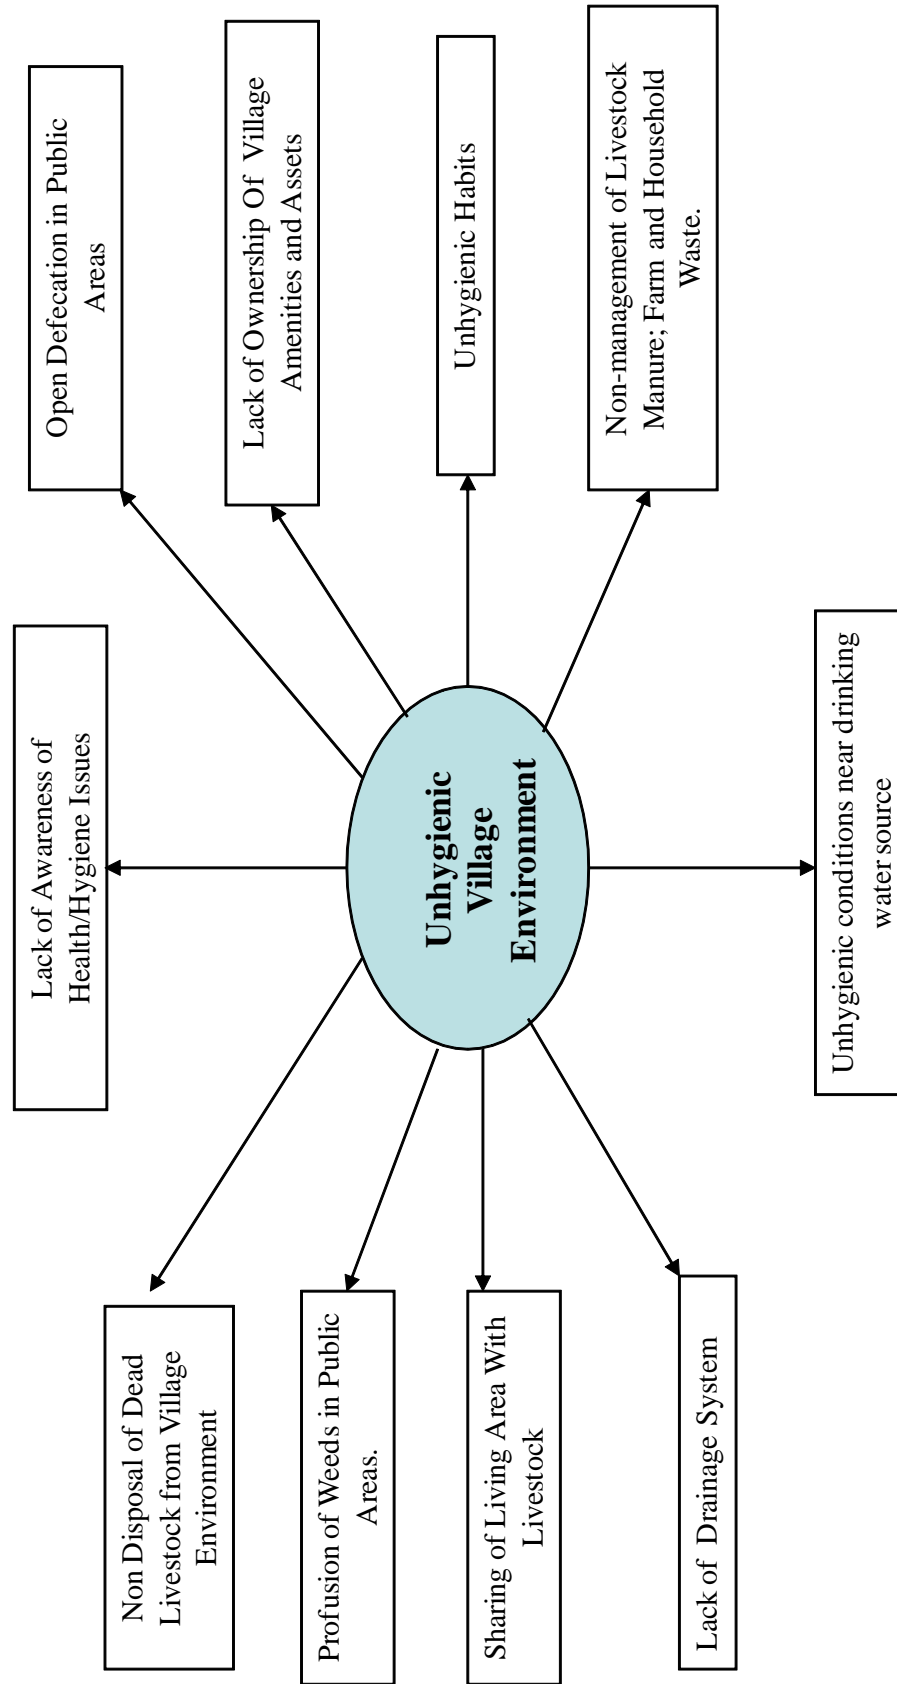 Lack of Awareness of
Health/Hygiene Issues
Non Disposal of Dead
Livestock from Village
Environment
Open Defecation in Public
Areas
Profusion of Weeds in Public
Areas.
Lack of Ownership Of Village
Amenities and Assets
Unhygienic
Village
Environment
Sharing of Living Area With
Livestock
Unhygienic Habits
Lack of Drainage System
Non-management of Livestock
Manure; Farm and Household
Waste.
Unhygienic conditions near drinking
water source